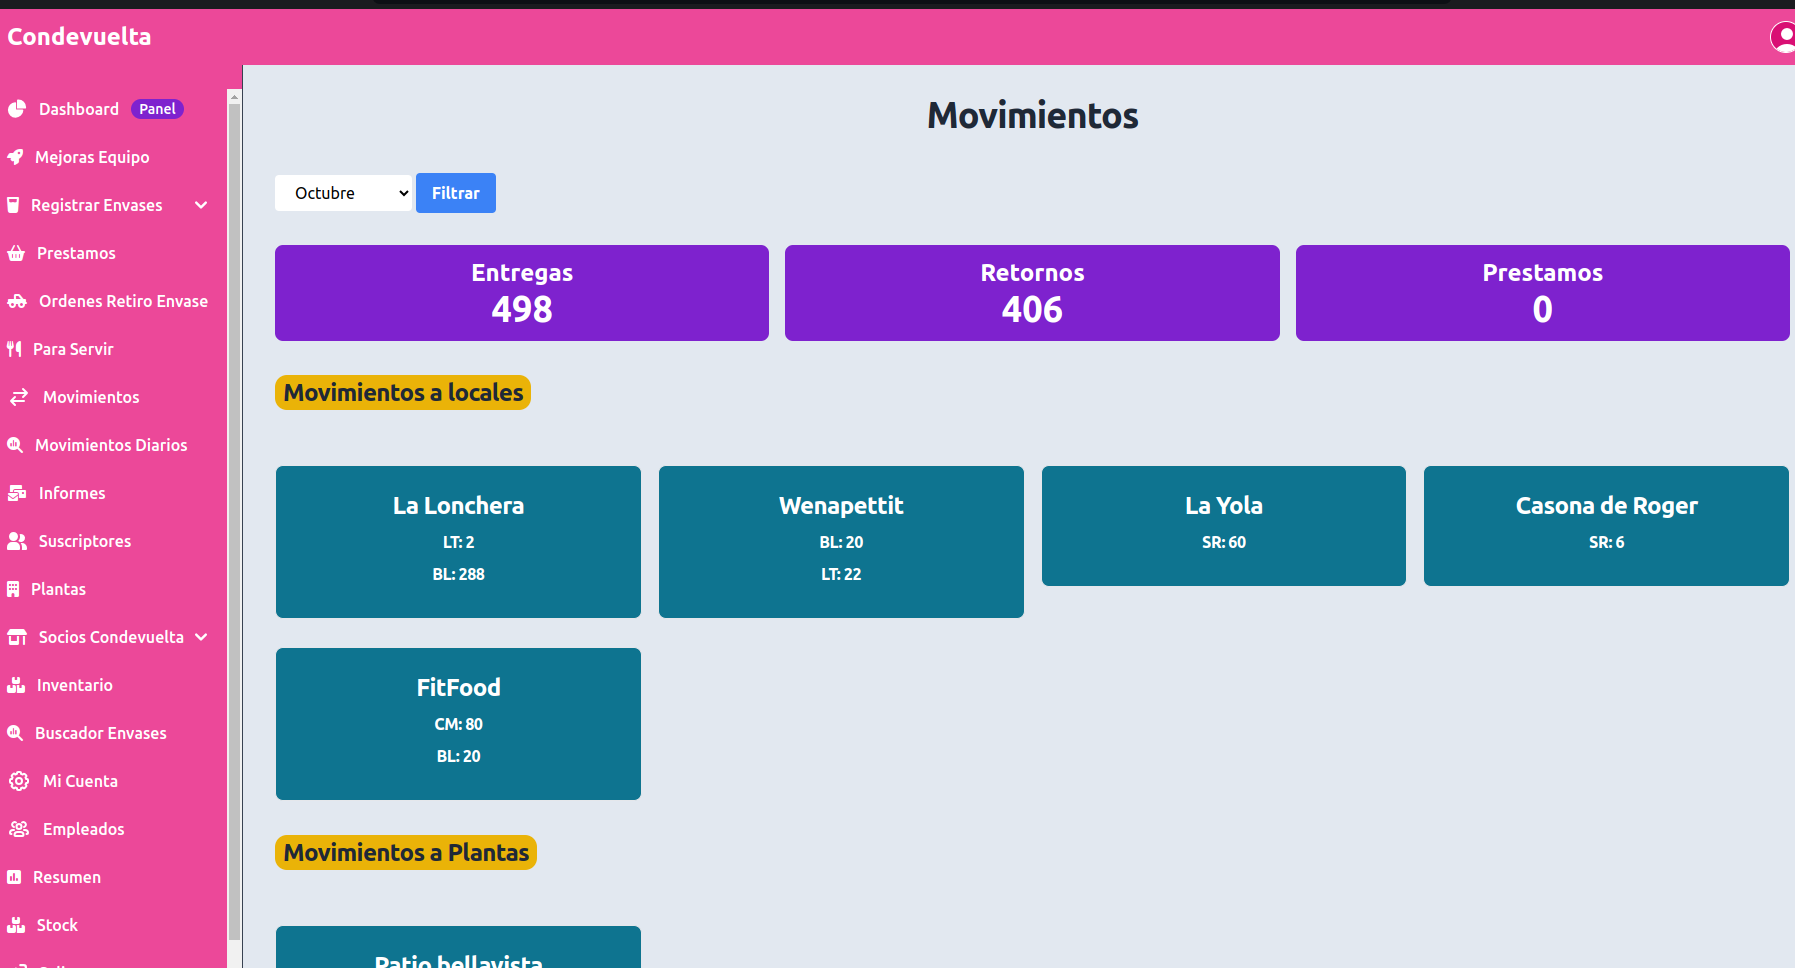 Condevuelta
Dashboard Panel
Mejoras Equipo
Registrar Envases
Prestamos
Ordenes Retiro Envase
Para Servir
Movimientos
Movimientos Diarios
Informes
Suscriptores
Plantas
Socios Condevuelta
Inventario
Buscador Envases
Mi Cuenta
Empleados
Resumen
Stock
Movimientos
Octubre Filtrar
Entregas
498
Retornos
406
Prestamos
0
Movimientos a locales
La Lonchera
LT: 2
BL: 288
Wenapettit
BL: 20
LT: 22
La Yola
SR: 60
Casona de Roger
SR: 6
FitFood
CM: 80
BL: 20
Movimientos a Plantas
Patio bellavista